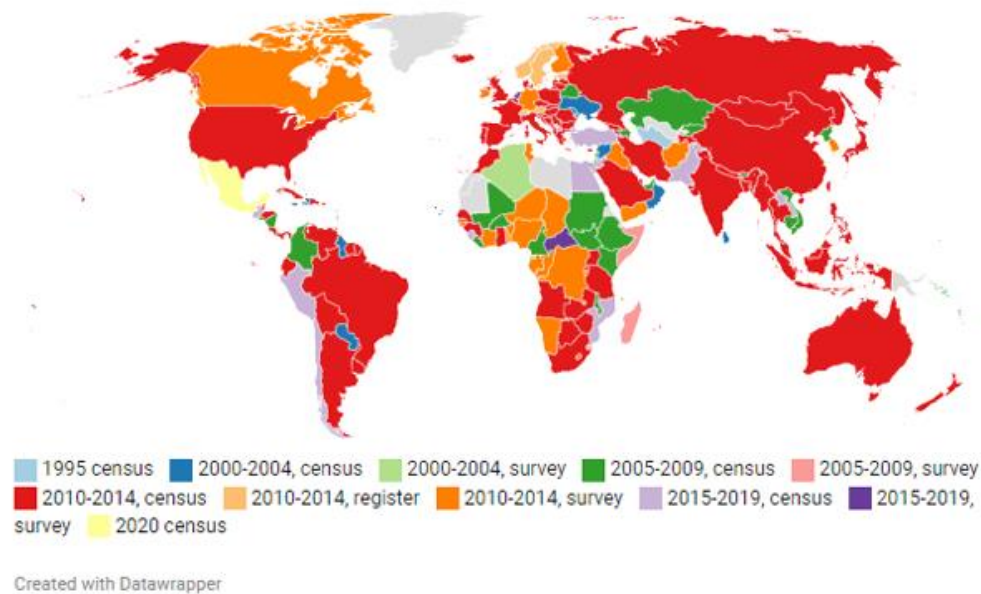 1995 census 2000-2004, census 2000-2004, survey 2005-2009, census 2005-2009, survey
2010-2014, census 2010-2014, register 2010-2014, survey 2015-2019, census 2015-2019,
survey 2020 census
Created with Datawrapper